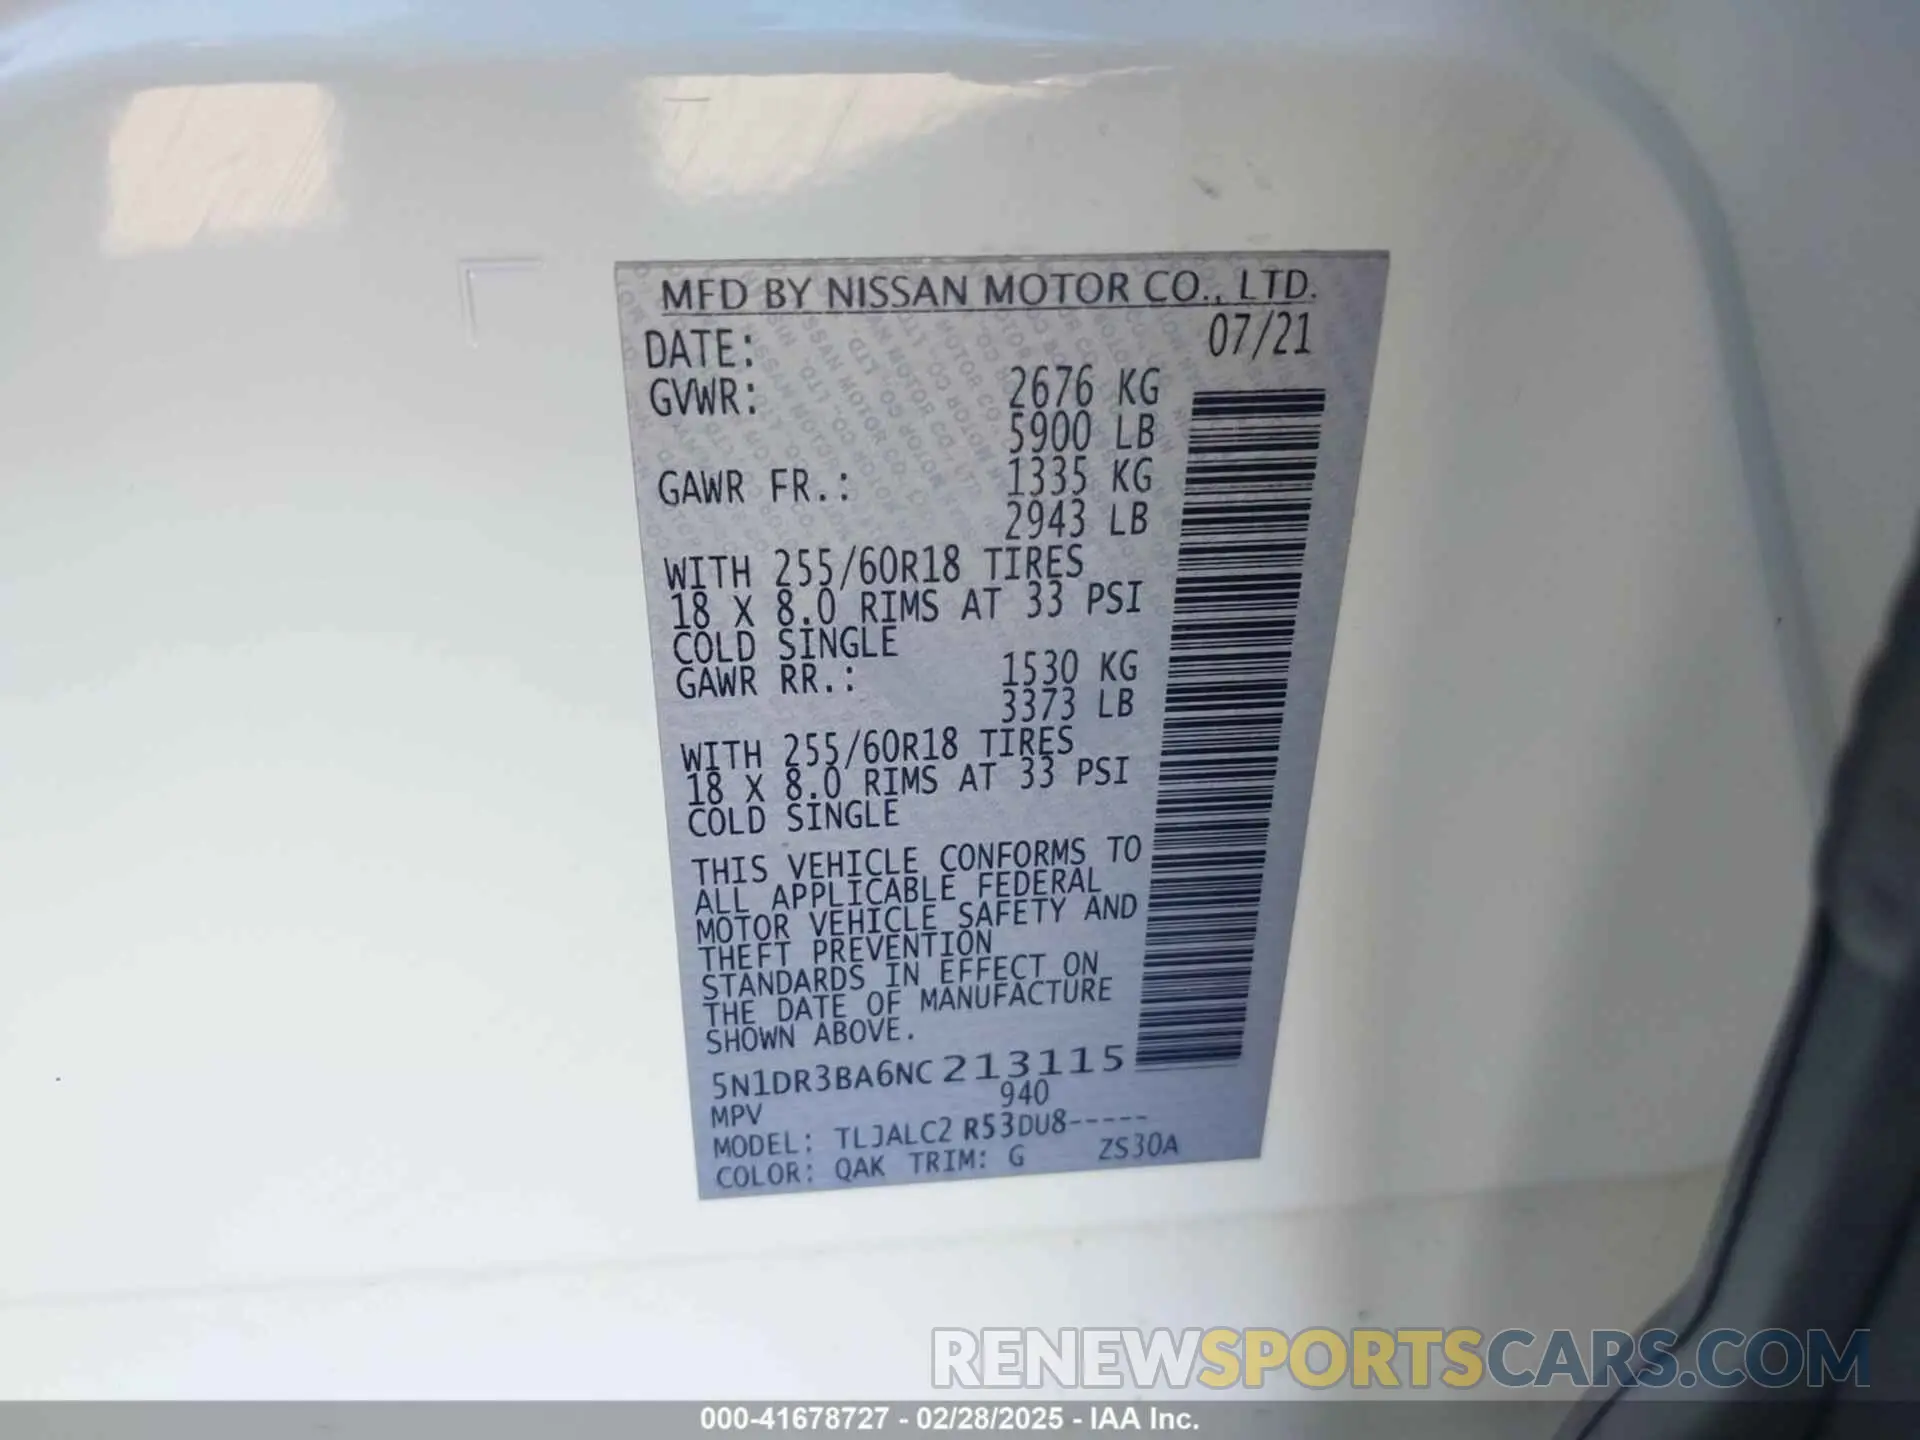 MFD BY NISSAN MOTOR CO., LTD.
DATE: 07/21
GVWR: 2676 KG
5900 LB
GAWR FR.: 1335 KG
2943 LB
WITH 255/60R18 TIRES
18 X 8.0 RIMS AT 33 PSI
COLD SINGLE
GAWR RR.: 1530 KG
3373 LB
WITH 255/60R18 TIRES
18 X 8.0 RIMS AT 33 PSI
COLD SINGLE
THIS VEHICLE CONFORMS TO
ALL APPLICABLE FEDERAL
MOTOR VEHICLE SAFETY AND
THEFT PREVENTION
STANDARDS IN EFFECT ON
THE DATE OF MANUFACTURE
SHOWN ABOVE.
5N1DR3BA6NC213115
MPV 940
MODEL: TLJALC2 R53DU8-----
COLOR: QAK TRIM: G ZS30A
RENEWSPORTSCARS.COM
000-41678727 - 02/28/2025 - IAA Inc.